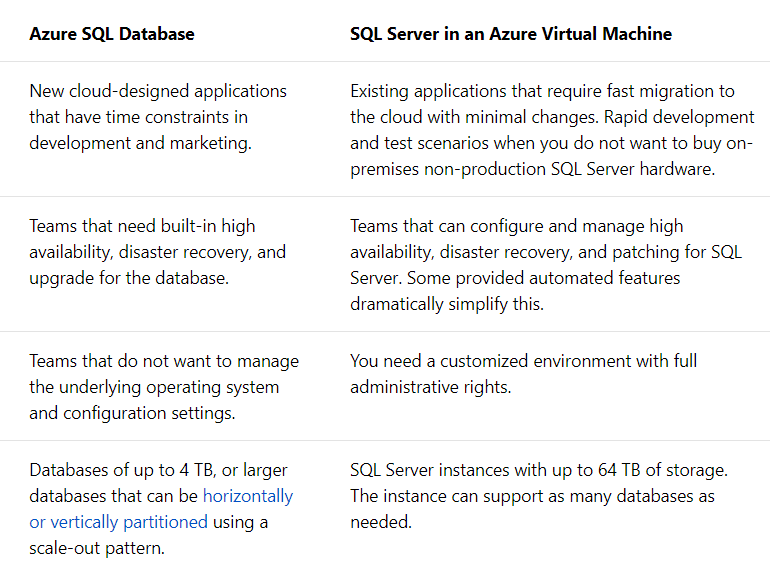 Azure SQL Database
SQL Server in an Azure Virtual Machine
New cloud-designed applications
that have time constraints in
development and marketing.
Existing applications that require fast migration to
the cloud with minimal changes. Rapid development
and test scenarios when you do not want to buy on-
premises non-production SQL Server hardware.
Teams that need built-in high
availability, disaster recovery, and
upgrade for the database.
Teams that can configure and manage high
availability, disaster recovery, and patching for SQL
Server. Some provided automated features
dramatically simplify this.
Teams that do not want to manage
the underlying operating system
and configuration settings.
You need a customized environment with full
administrative rights.
Databases of up to 4 TB, or larger
databases that can be horizontally
or vertically partitioned using a
scale-out pattern.
SQL Server instances with up to 64 TB of storage.
The instance can support as many databases as
needed.